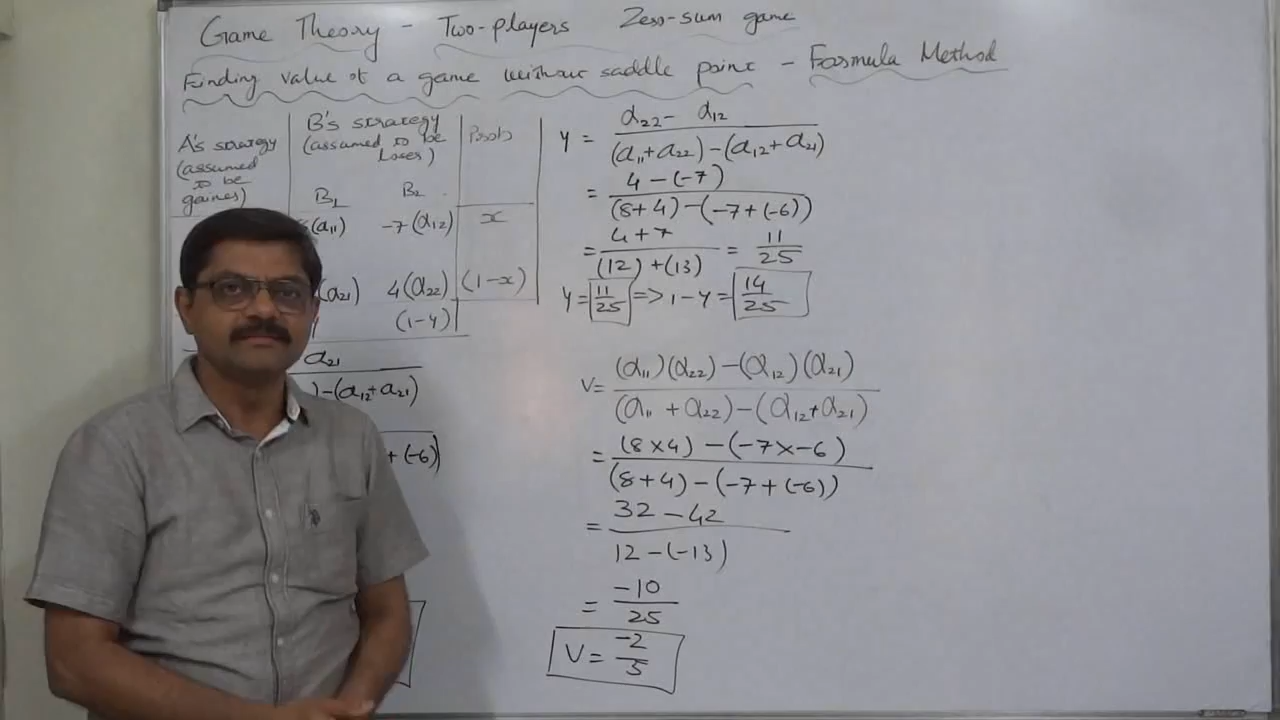 Game Theory - Two-players Zero-sum game
Finding value of a game without saddle point - Formula Method
A's strategy
(assumed
to be
gainer)
B's strategy
(assumed to be
loser)
B₁ B₂
(a₁₁) -7 (a₁₂) x
(a₂₁) 4 (a₂₂) (1-x)
(1-y)
a₂₁
)-(a₁₂+a₂₁)
+ (-6))
y = a₂₂ - a₁₂
(a₁₁+a₂₂)-(a₁₂+a₂₁)
= 4-(-7)
(8+4)-(-7+(-6))
= 4+7
(12)+(13)
= 11
25
y = 11/25 => 1-y = 14/25
V= (a₁₁)(a₂₂)-(a₁₂)(a₂₁)
(a₁₁+a₂₂)-(a₁₂+a₂₁)
= (8×4)-(-7×-6)
(8+4)-(-7+(-6))
= 32-42
12-(-13)
= -10
25
V= -2
5